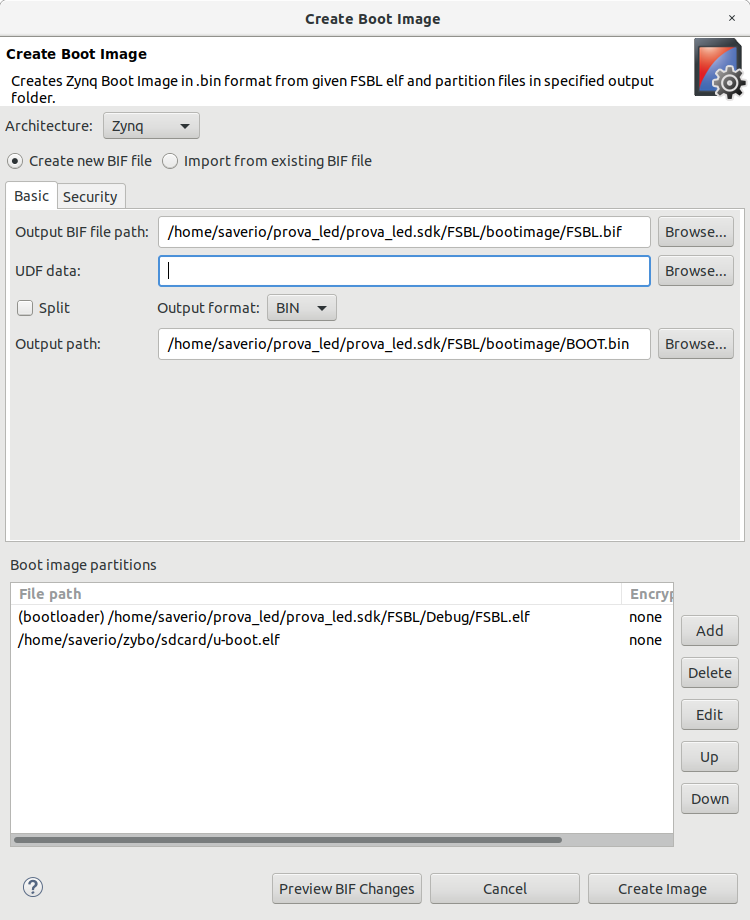 Create Boot Image
×
Create Boot Image
Creates Zynq Boot Image in .bin format from given FSBL elf and partition files in specified output
folder.
Architecture: Zynq
Create new BIF file Import from existing BIF file
Basic Security
Output BIF file path: /home/saverio/prova_led/prova_led.sdk/FSBL/bootimage/FSBL.bif Browse...
UDF data: Browse...
Split Output format: BIN
Output path: /home/saverio/prova_led/prova_led.sdk/FSBL/bootimage/BOOT.bin Browse...
Boot image partitions
File path Encryp
(bootloader) /home/saverio/prova_led/prova_led.sdk/FSBL/Debug/FSBL.elf none
/home/saverio/zybo/sdcard/u-boot.elf none
Add
Delete
Edit
Up
Down
? Preview BIF Changes Cancel Create Image